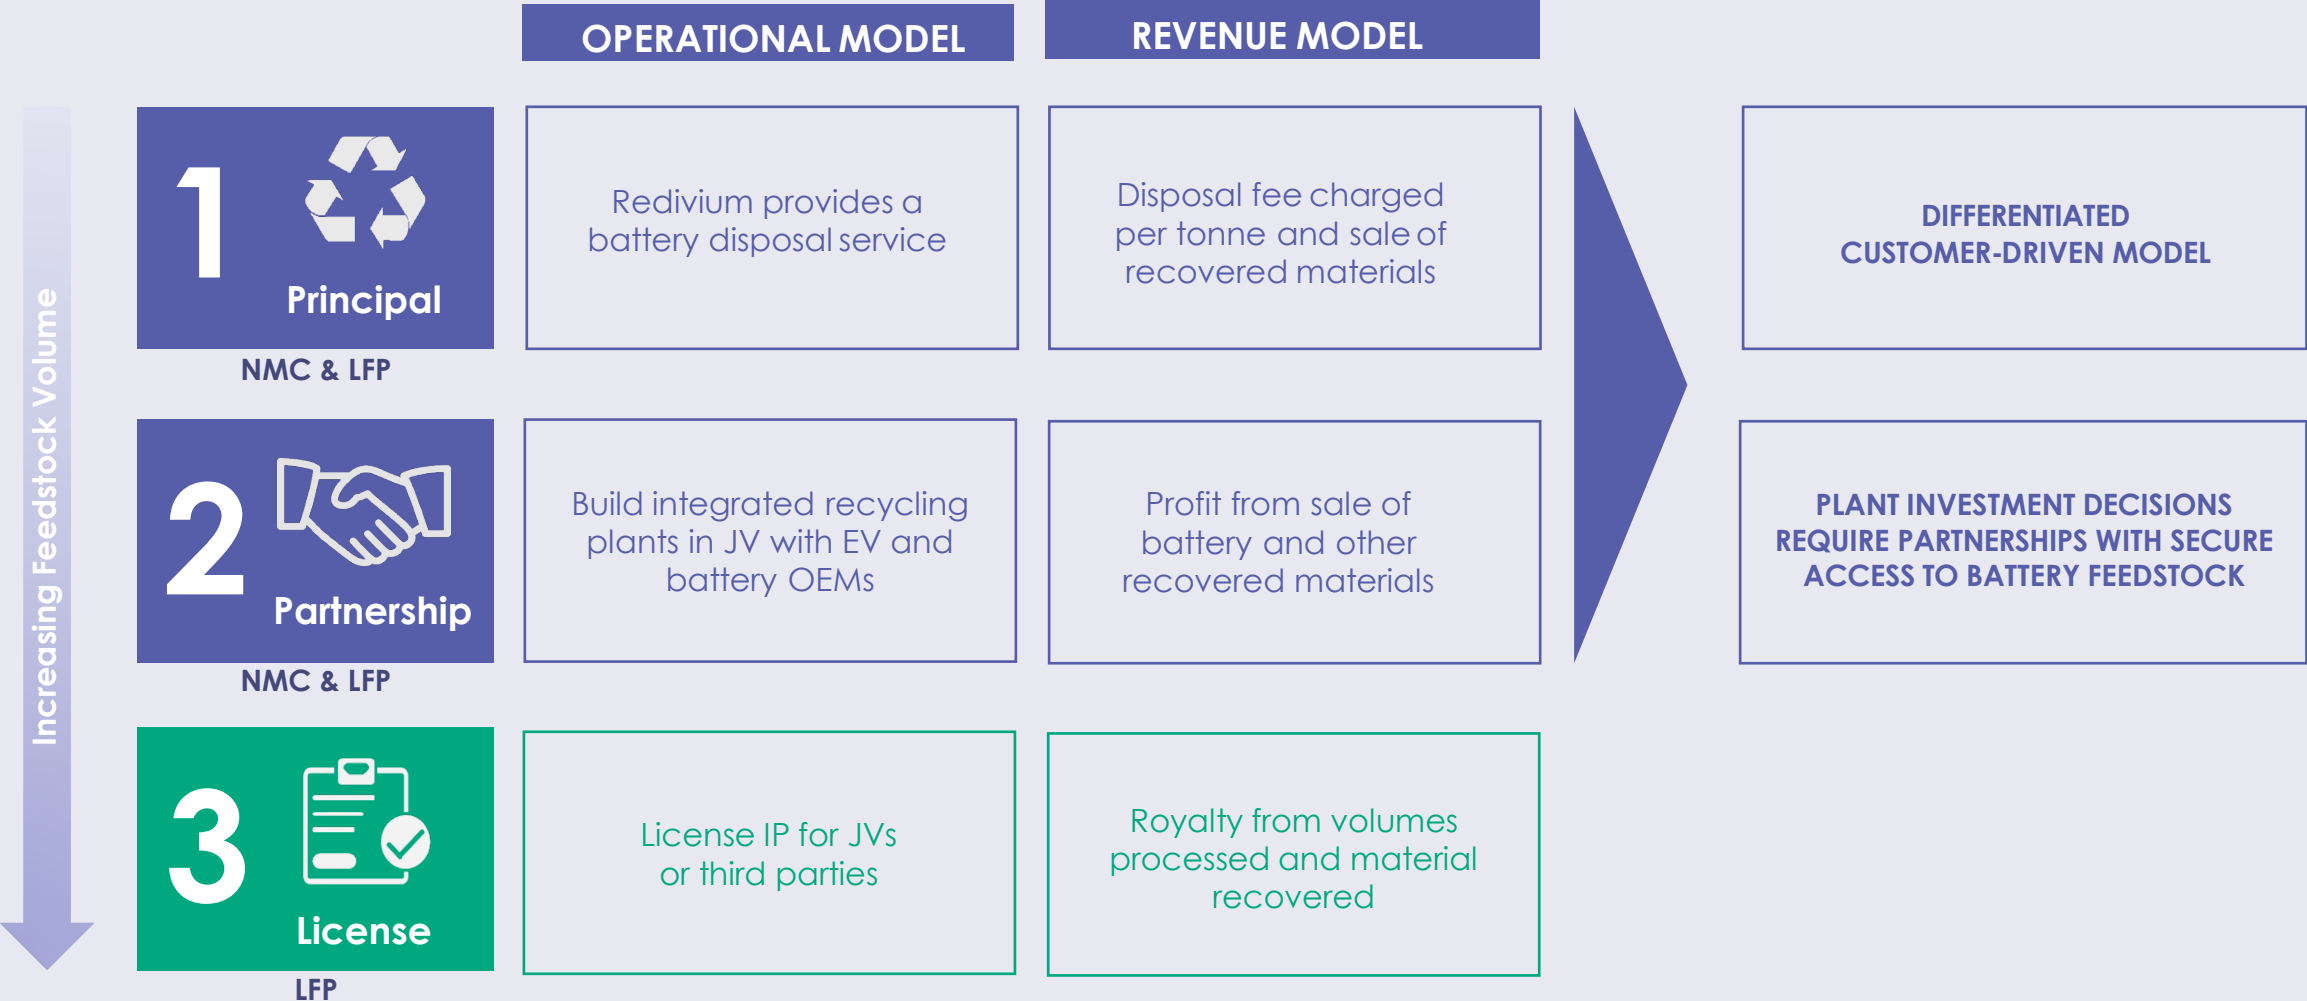 OPERATIONAL MODEL
REVENUE MODEL
Increasing Feedstock Volume
1
Principal
NMC & LFP
Redivium provides a
battery disposal service
Disposal fee charged
per tonne and sale of
recovered materials
DIFFERENTIATED
CUSTOMER-DRIVEN MODEL
2
Partnership
NMC & LFP
Build integrated recycling
plants in JV with EV and
battery OEMs
Profit from sale of
battery and other
recovered materials
PLANT INVESTMENT DECISIONS
REQUIRE PARTNERSHIPS WITH SECURE
ACCESS TO BATTERY FEEDSTOCK
3
License
LFP
License IP for JVs
or third parties
Royalty from volumes
processed and material
recovered